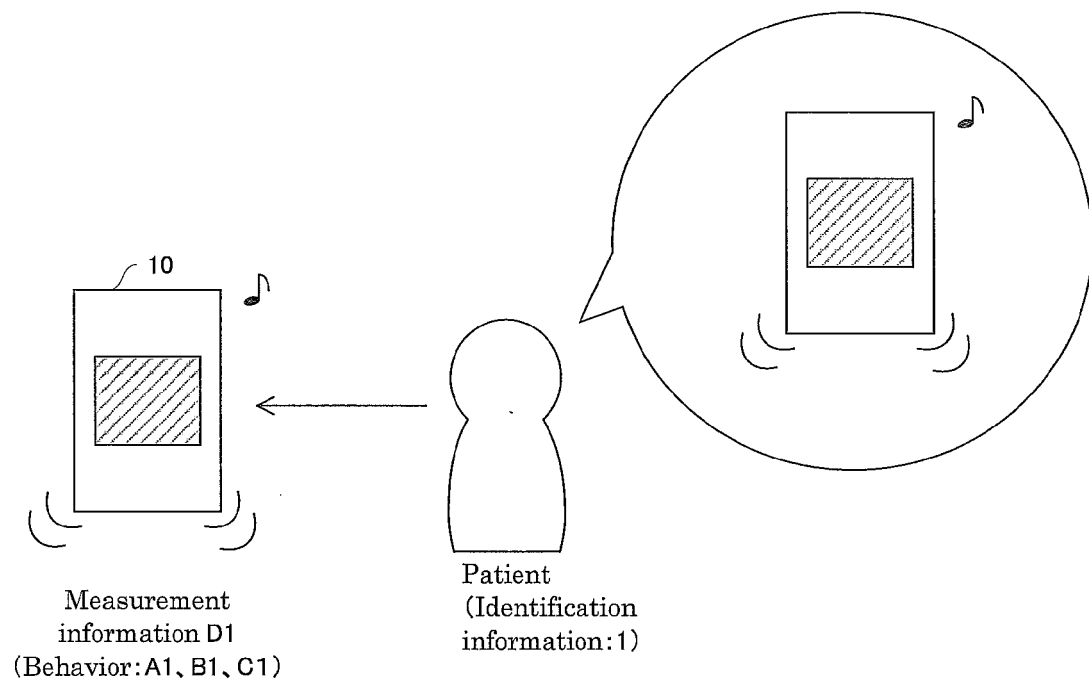 10
Measurement
information D1
(Behavior:A1、B1、C1)
Patient
(Identification
information:1)